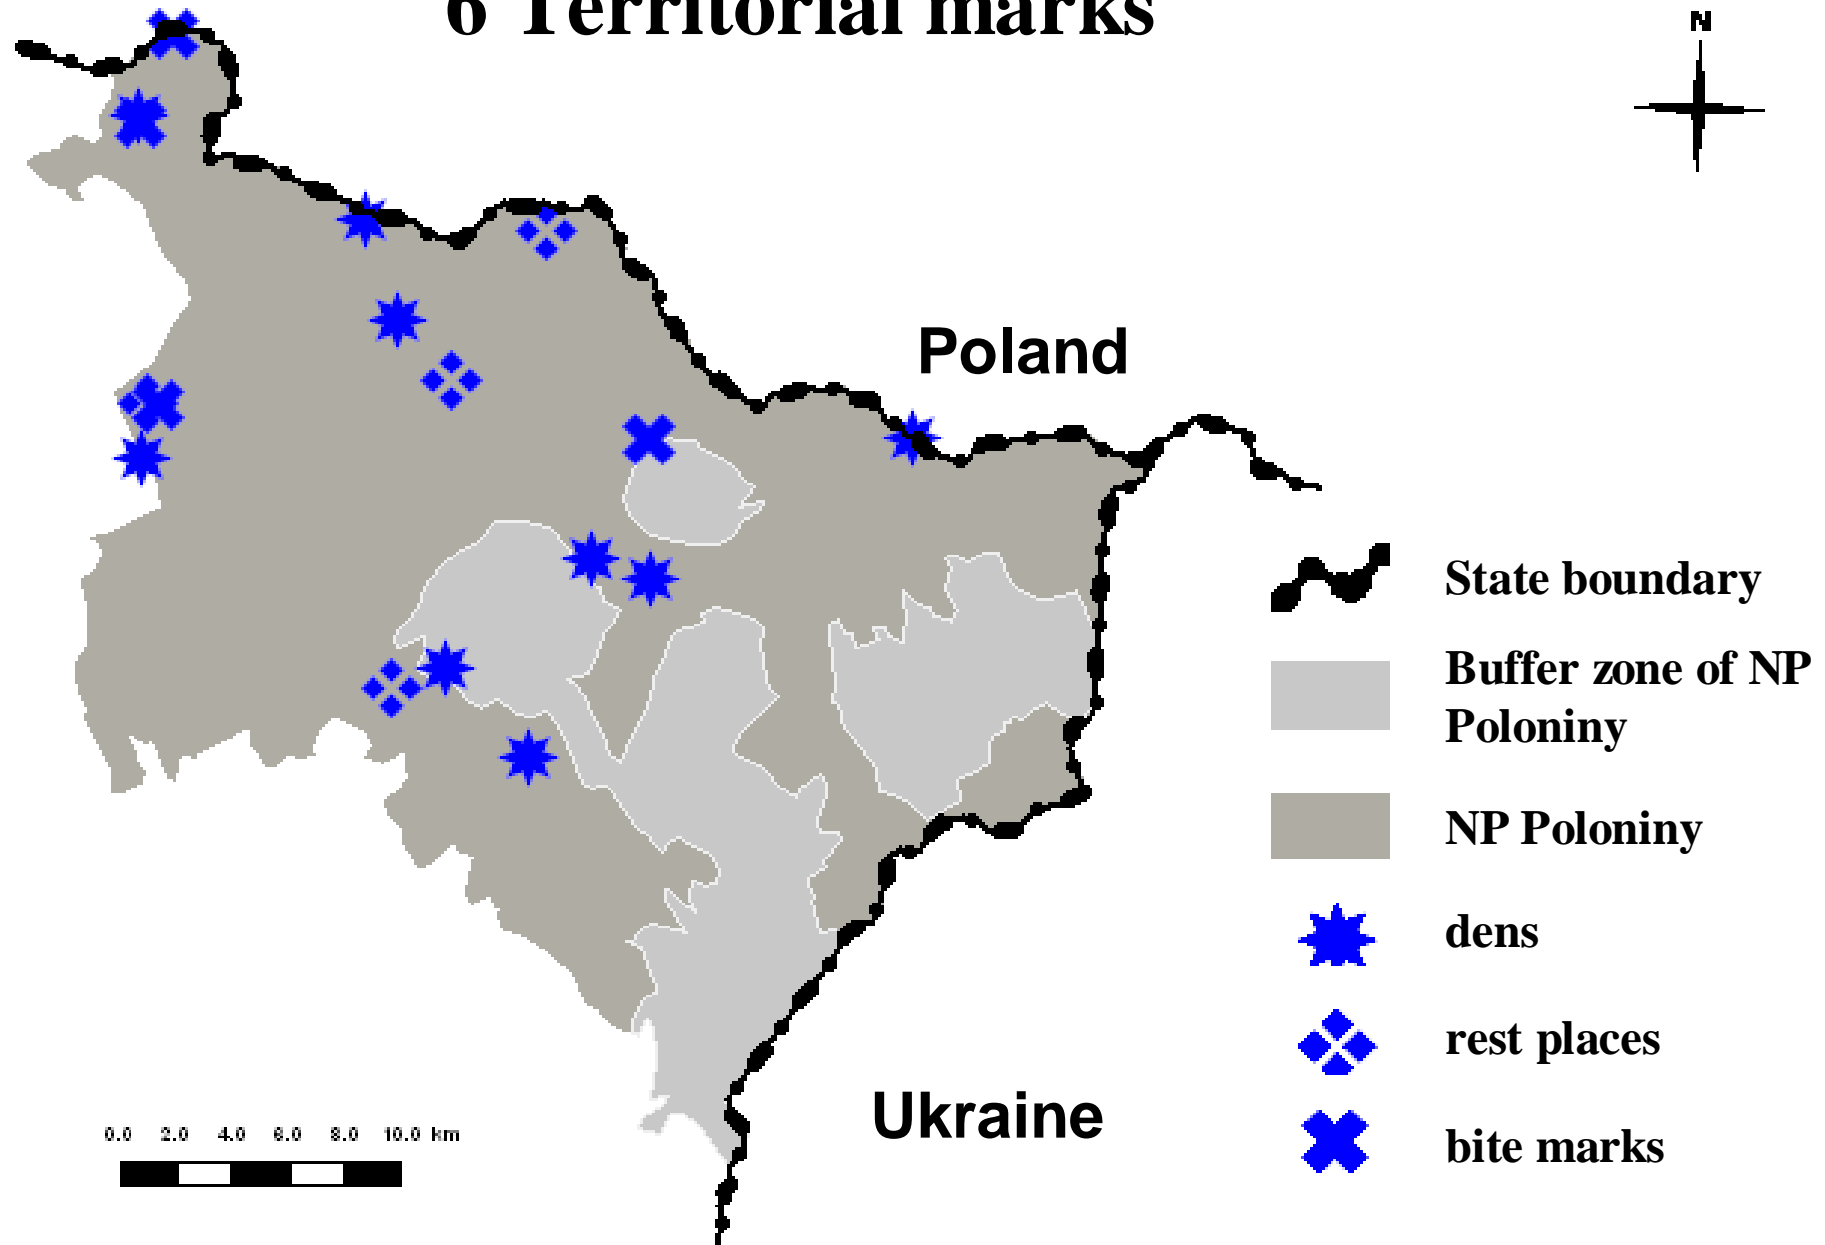 6 Territorial marks
N
Poland
State boundary
Buffer zone of NP
Poloniny
NP Poloniny
dens
rest places
Ukraine
bite marks
0.0 2.0 4.0 6.0 8.0 10.0 km